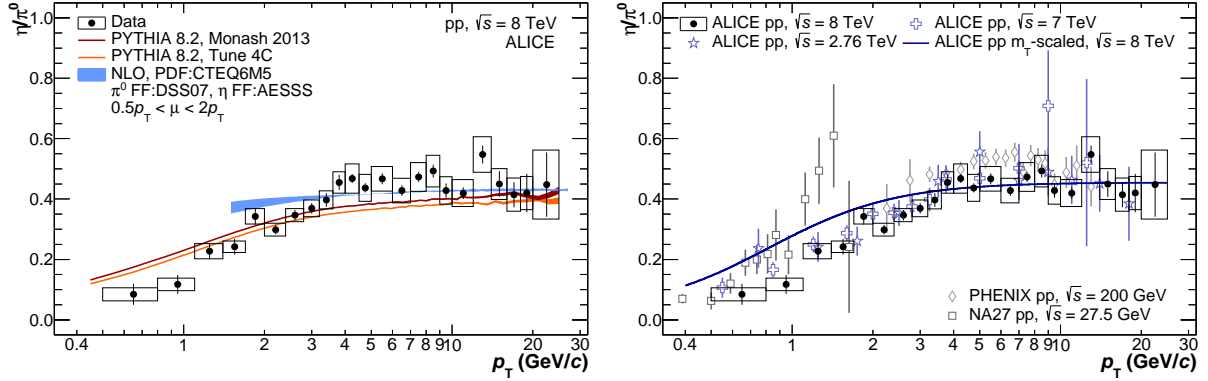 η/π⁰
1.0
0.8
0.6
0.4
0.2
0.0
Data
PYTHIA 8.2, Monash 2013
PYTHIA 8.2, Tune 4C
NLO, PDF:CTEQ6M5
π⁰ FF:DSS07, η FF:AESSS
0.5p_T < μ < 2p_T
pp, √s = 8 TeV
ALICE
0.4 1 2 3 4 5 6 7 8 9 10 20 30
p_T (GeV/c)
η/π⁰
1.0
0.8
0.6
0.4
0.2
0.0
ALICE pp, √s = 8 TeV
ALICE pp, √s = 7 TeV
ALICE pp, √s = 2.76 TeV
ALICE pp m_T-scaled, √s = 8 TeV
PHENIX pp, √s = 200 GeV
NA27 pp, √s = 27.5 GeV
0.4 1 2 3 4 5 6 7 8 9 10 20 30
p_T (GeV/c)